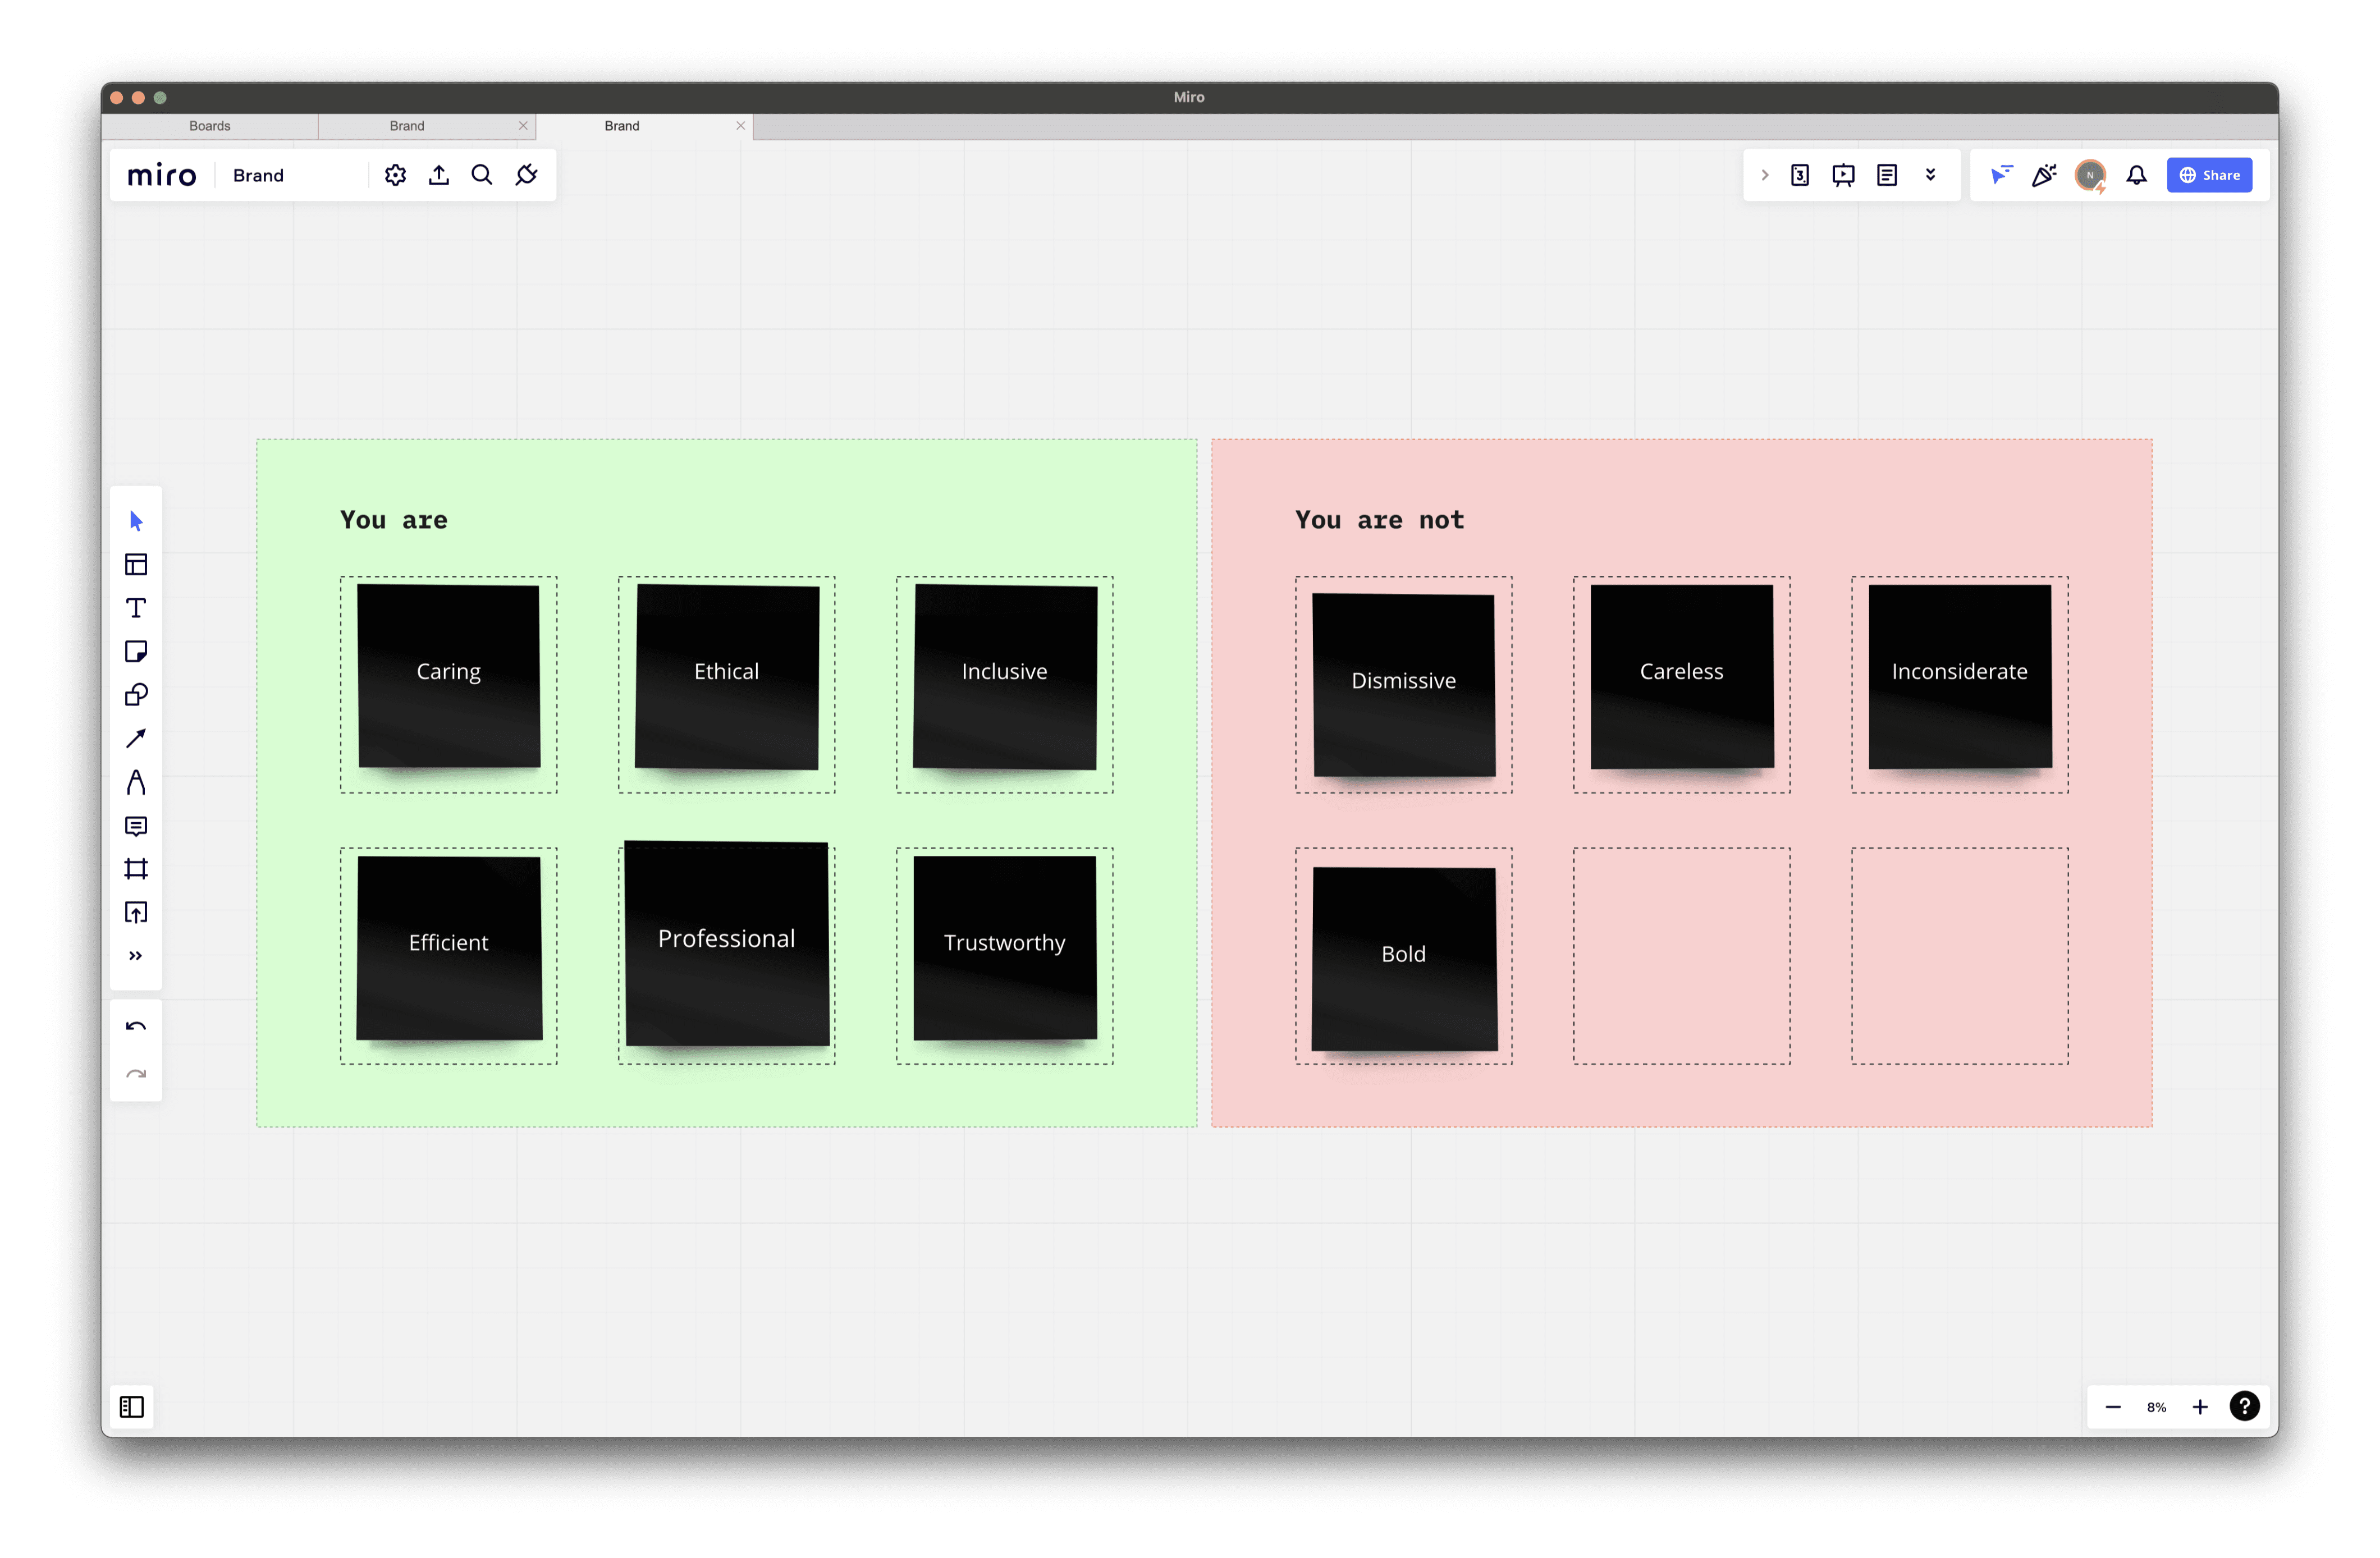 Miro
Boards
Brand
Brand
miro
Brand
3
N
Share
You are
You are not
Caring
Ethical
Inclusive
Dismissive
Careless
Inconsiderate
Efficient
Professional
Trustworthy
Bold
8%
?